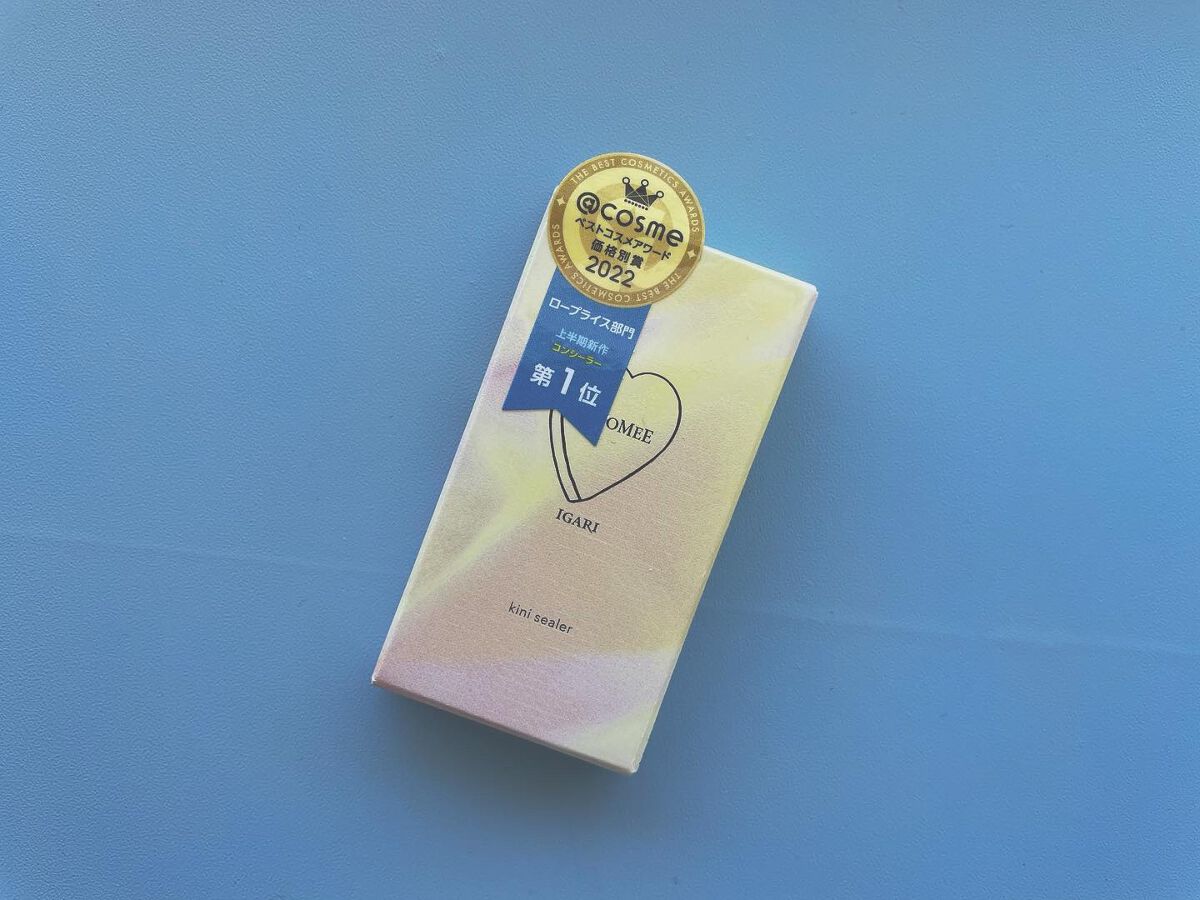 THE BEST COSMETICS AWARDS
@cosme
ベストコスメアワード
価格別賞
2022
THE BEST COSMETICS AWARDS
ロープライス部門
上半期新作
コンシーラー
第1位
OMEE
IGARI
kini sealer